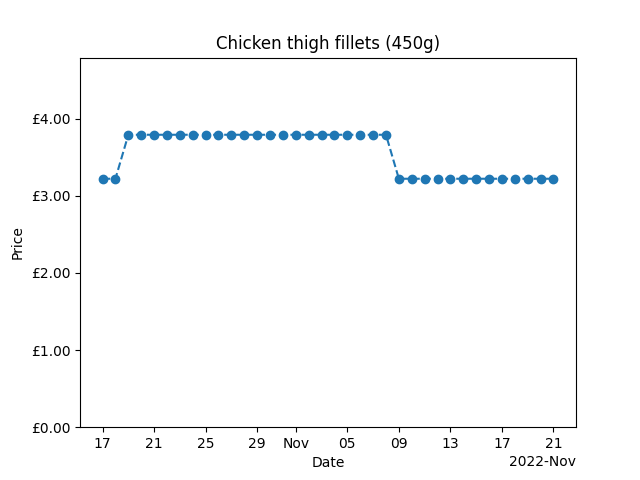 Chicken thigh fillets (450g)
£4.00
£3.00
£2.00
£1.00
£0.00
Price
17 21 25 29 Nov 05 09 13 17 21
Date
2022-Nov